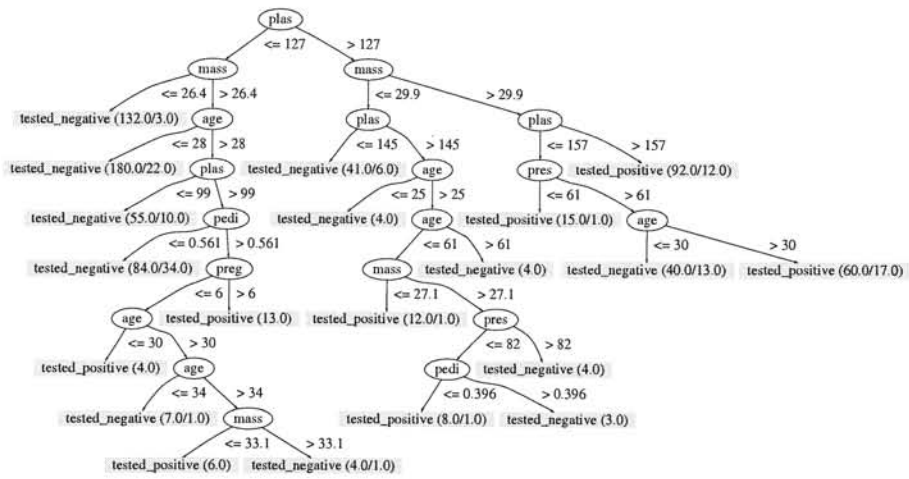 plas
<= 127 > 127
mass mass
<= 26.4 > 26.4 <= 29.9 > 29.9
tested_negative (132.0/3.0) age plas plas
<= 28 > 28 <= 145 > 145 <= 157 > 157
tested_negative (180.0/22.0) plas tested_negative (41.0/6.0) age pres tested_positive (92.0/12.0)
<= 99 > 99 <= 25 > 25 <= 61 > 61
tested_negative (55.0/10.0) pedi tested_negative (4.0) age tested_positive (15.0/1.0) age
<= 0.561 > 0.561 <= 61 > 61 <= 30 > 30
tested_negative (84.0/34.0) preg mass tested_negative (4.0) tested_negative (40.0/13.0) tested_positive (60.0/17.0)
<= 6 > 6 <= 27.1 > 27.1
age tested_positive (13.0) tested_positive (12.0/1.0) pres
<= 30 > 30 <= 82 > 82
tested_positive (4.0) age pedi tested_negative (4.0)
<= 34 > 34 <= 0.396 > 0.396
tested_negative (7.0/1.0) mass tested_positive (8.0/1.0) tested_negative (3.0)
<= 33.1 > 33.1
tested_positive (6.0) tested_negative (4.0/1.0)